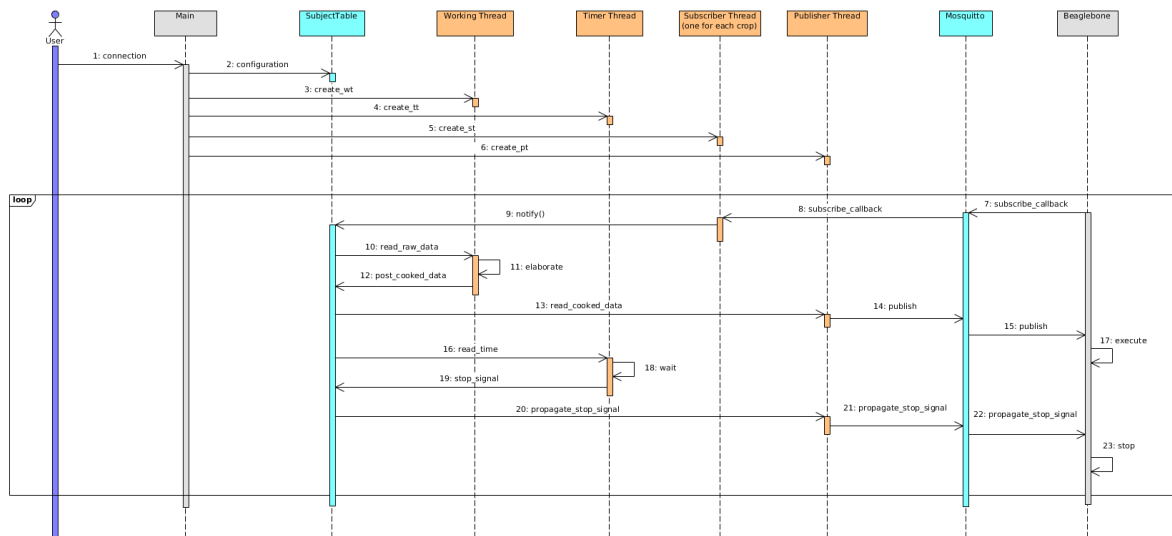 Main
SubjectTable
Working Thread
Timer Thread
Subscriber Thread
(one for each crop)
Publisher Thread
Mosquitto
Beaglebone
User
1: connection
2: configuration
3: create_wt
4: create_tt
5: create_st
6: create_pt
loop
7: subscribe_callback
8: subscribe_callback
9: notify()
10: read_raw_data
11: elaborate
12: post_cooked_data
13: read_cooked_data
14: publish
15: publish
17: execute
16: read_time
18: wait
19: stop_signal
20: propagate_stop_signal
21: propagate_stop_signal
22: propagate_stop_signal
23: stop